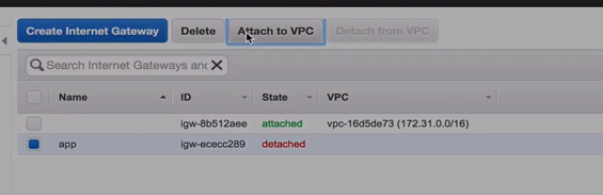 Create Internet Gateway Delete Attach to VPC Detach from VPC
Search Internet Gateways and
Name ID State VPC
igw-8b512aee attached vpc-16d5de73 (172.31.0.0/16)
app igw-ececc289 detached